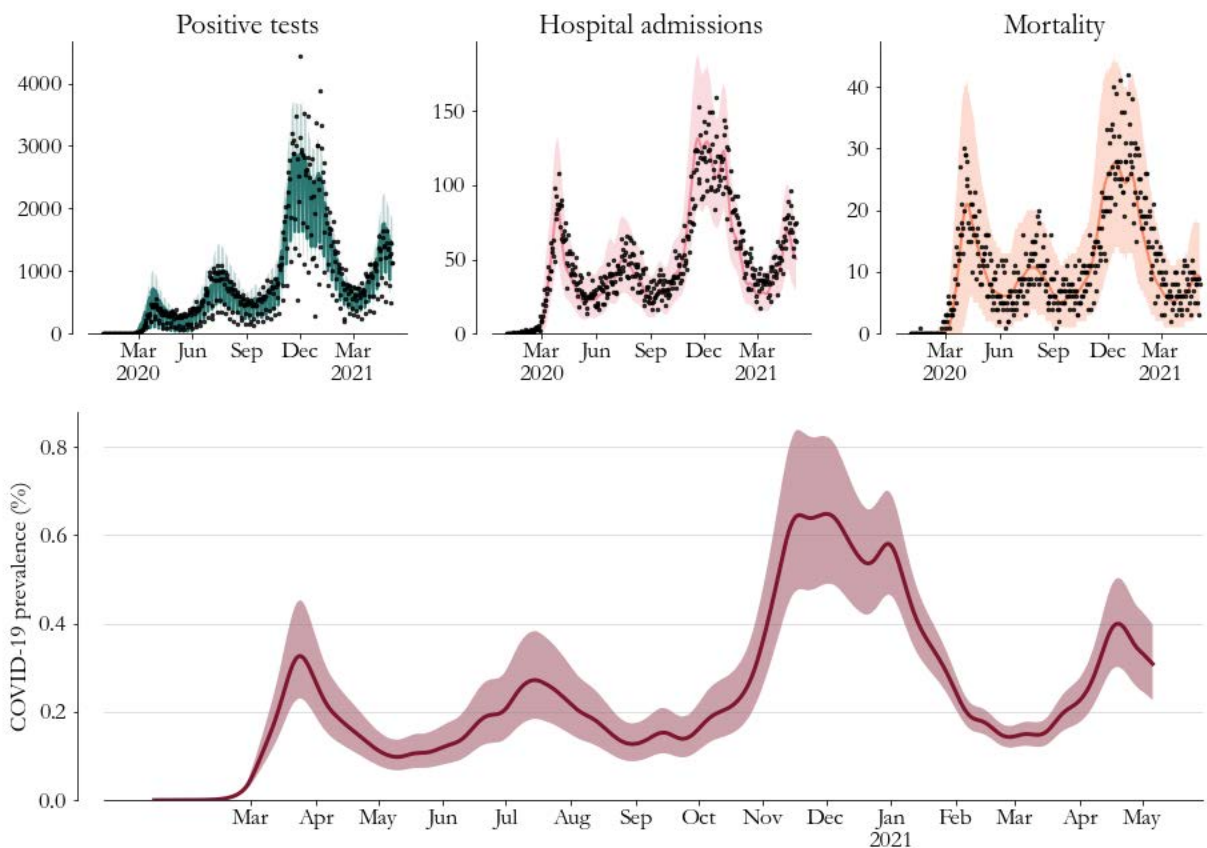 Positive tests
4000
3000
2000
1000
0
Mar Jun Sep Dec Mar
2020 2021
Hospital admissions
150
100
50
0
Mar Jun Sep Dec Mar
2020 2021
Mortality
40
30
20
10
0
Mar Jun Sep Dec Mar
2020 2021
COVID-19 prevalence (%)
0.8
0.6
0.4
0.2
0.0
Mar Apr May Jun Jul Aug Sep Oct Nov Dec Jan Feb Mar Apr May
2021